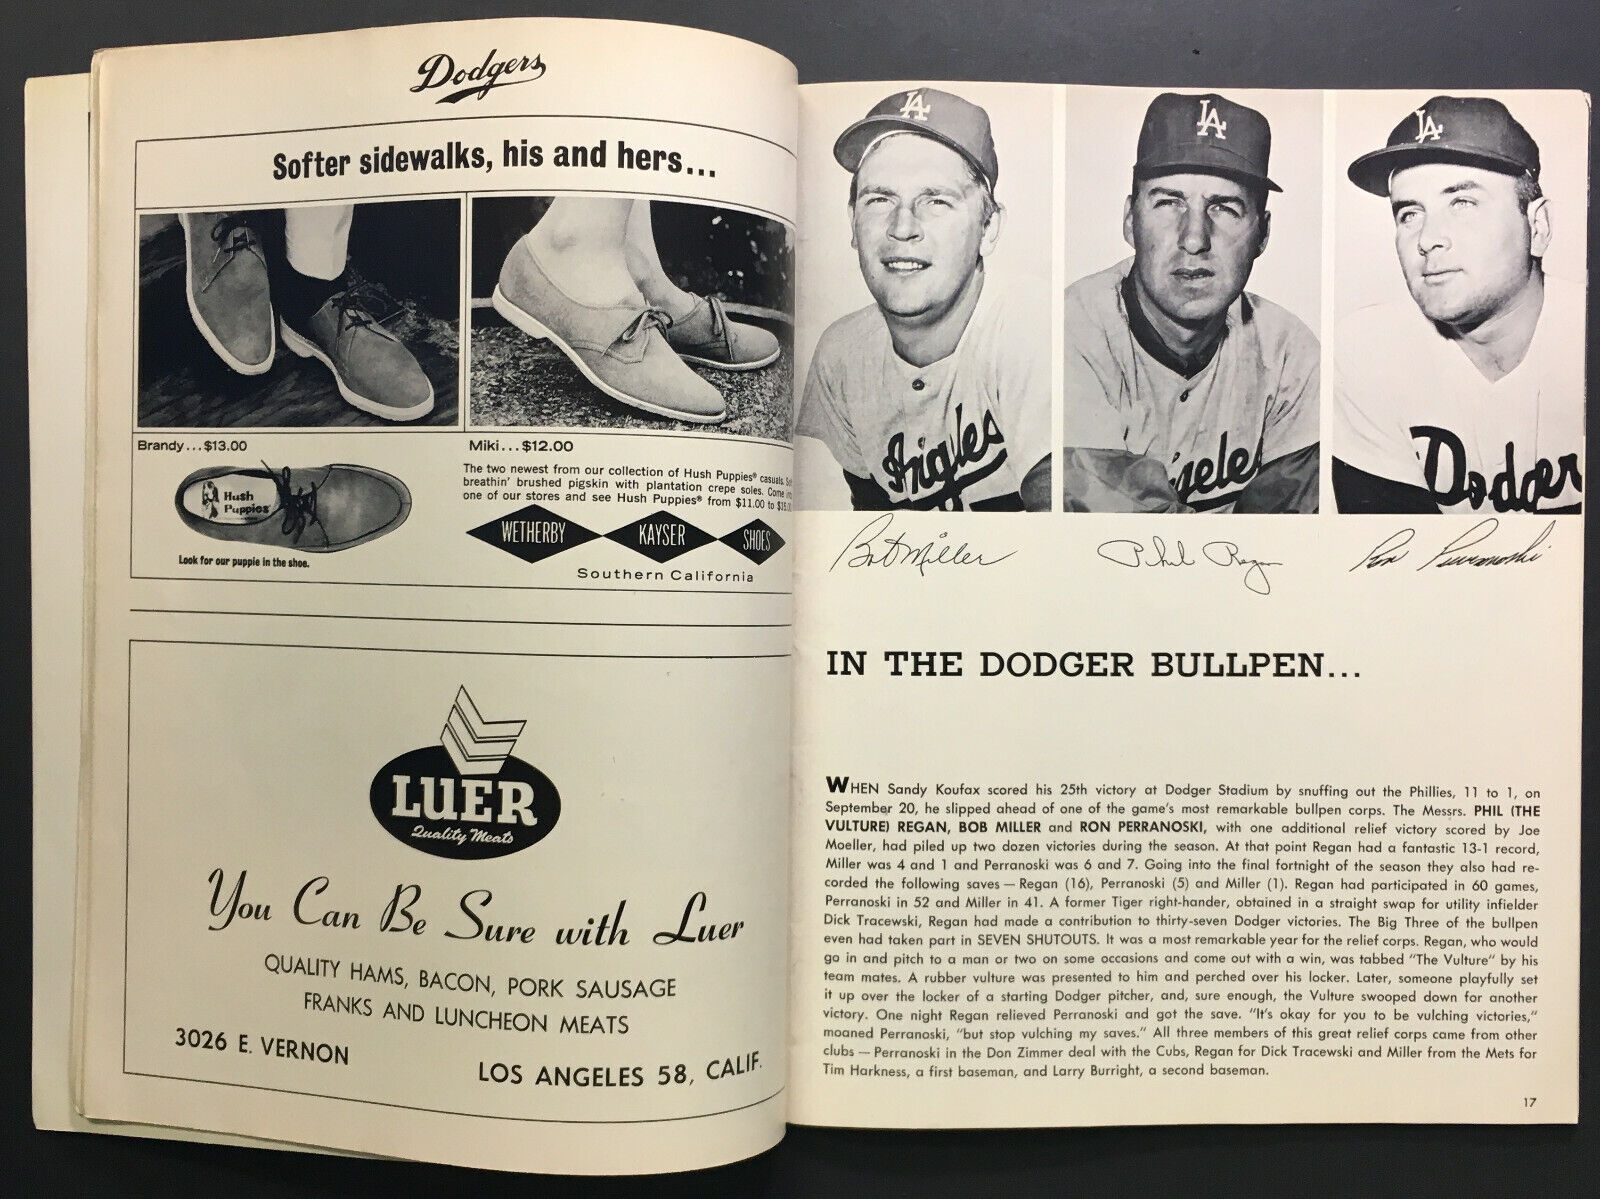 Dodgers
Softer sidewalks, his and hers...
Brandy...$13.00
Miki...$12.00
The two newest from our collection of Hush Puppies® casuals.
breathin' brushed pigskin with plantation crepe soles. Come
one of our stores and see Hush Puppies® from $11.00 to
Hush
Puppies®
Look for our puppie in the shoe.
WETHERBY KAYSER SHOES
Southern California
LUER
Quality Meats
You Can Be Sure with Luer
QUALITY HAMS, BACON, PORK SAUSAGE
FRANKS AND LUNCHEON MEATS
3026 E. VERNON
LOS ANGELES 58, CALIF.
LA
LA
LA
Angeles
geles
Dodgers
Bob Miller
Phil Regan
Ron Perranoski
IN THE DODGER BULLPEN...
WHEN Sandy Koufax scored his 25th victory at Dodger Stadium by snuffing out the Phillies, 11 to 1, on
September 20, he slipped ahead of one of the game's most remarkable bullpen corps. The Messrs. PHIL (THE
VULTURE) REGAN, BOB MILLER and RON PERRANOSKI, with one additional relief victory scored by Joe
Moeller, had piled up two dozen victories during the season. At that point Regan had a fantastic 13-1 record,
Miller was 4 and 1 and Perranoski was 6 and 7. Going into the final fortnight of the season they also had re-
corded the following saves — Regan (16), Perranoski (5) and Miller (1). Regan had participated in 60 games,
Perranoski in 52 and Miller in 41. A former Tiger right-hander, obtained in a straight swap for utility infielder
Dick Tracewski, Regan had made a contribution to thirty-seven Dodger victories. The Big Three of the bullpen
even had taken part in SEVEN SHUTOUTS. It was a most remarkable year for the relief corps. Regan, who would
go in and pitch to a man or two on some occasions and come out with a win, was tabbed "The Vulture" by his
team mates. A rubber vulture was presented to him and perched over his locker. Later, someone playfully set
it up over the locker of a starting Dodger pitcher, and, sure enough, the Vulture swooped down for another
victory. One night Regan relieved Perranoski and got the save. "It's okay for you to be vulching victories,"
moaned Perranoski, "but stop vulching my saves." All three members of this great relief corps came from other
clubs — Perranoski in the Don Zimmer deal with the Cubs, Regan for Dick Tracewski and Miller from the Mets for
Tim Harkness, a first baseman, and Larry Burright, a second baseman.
17